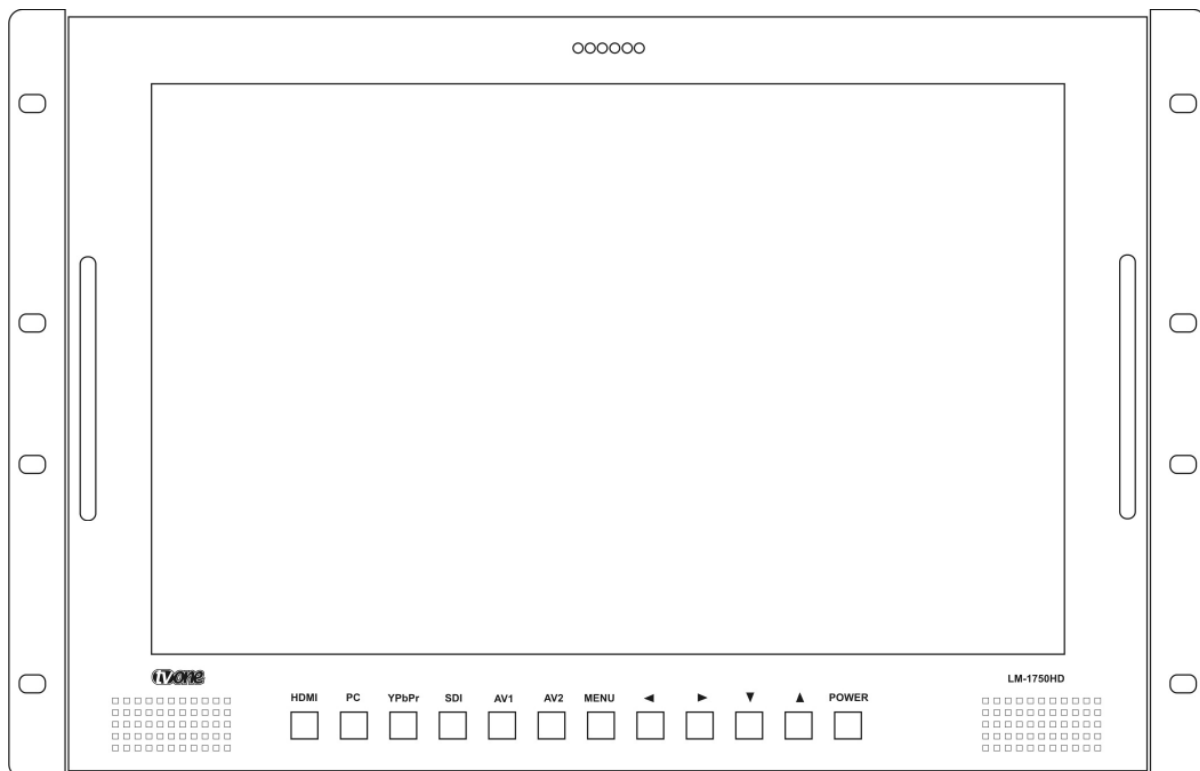 tvone
LM-1750HD
HDMI PC YPbPr SDI AV1 AV2 MENU ◄ ► ▼ ▲ POWER